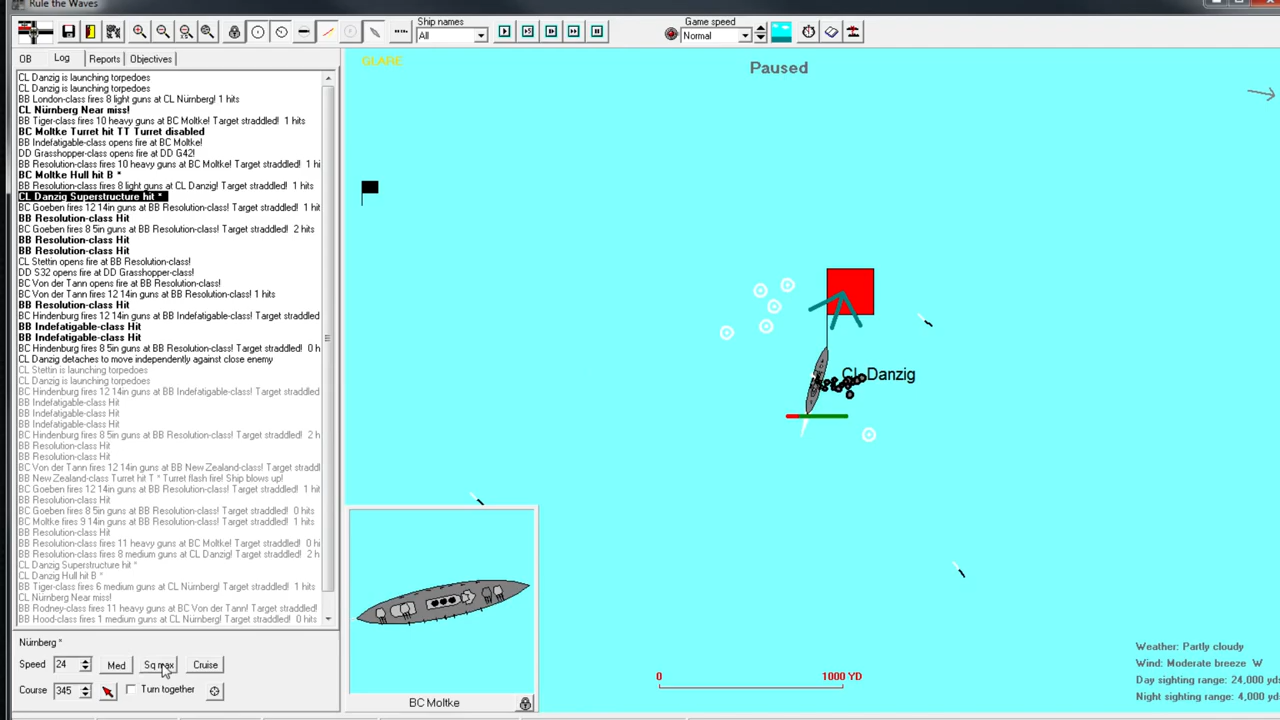 Rule the Waves
Ship names
All
Game speed
Normal
OB
Log
Reports
Objectives
CL Danzig is launching torpedoes
CL Danzig is launching torpedoes
BB London-class fires 8 light guns at CL Nürnberg! 1 hits
CL Nürnberg Near miss!
BB Tiger-class fires 10 heavy guns at BC Moltke! Target straddled! 1 hits
BC Moltke Turret hit TT Turret disabled
BB Indefatigable-class opens fire at BC Moltke!
DD Grasshopper-class opens fire at DD G42!
BB Resolution-class fires 10 heavy guns at BC Moltke! Target straddled! 1 hi
BC Moltke Hull hit B *
BB Resolution-class fires 8 light guns at CL Danzig! Target straddled! 1 hits
CL Danzig Superstructure hit *
BC Goeben fires 12 14in guns at BB Resolution-class! Target straddled! 1 hit
BB Resolution-class Hit
BC Goeben fires 8 5in guns at BB Resolution-class! Target straddled! 2 hits
BB Resolution-class Hit
BB Resolution-class Hit
CL Stettin opens fire at BB Resolution-class!
DD S32 opens fire at DD Grasshopper-class!
BC Von der Tann opens fire at BB Resolution-class!
BC Von der Tann fires 12 14in guns at BB Resolution-class! 1 hits
BB Resolution-class Hit
BC Hindenburg fires 12 14in guns at BB Indefatigable-class! Target straddled!
BB Indefatigable-class Hit
BB Indefatigable-class Hit
BC Hindenburg fires 8 5in guns at BB Resolution-class! Target straddled! 0 h
CL Danzig detaches to move independently against close enemy
CL Stettin is launching torpedoes
CL Danzig is launching torpedoes
BC Hindenburg fires 12 14in guns at BB Indefatigable-class! Target straddled!
BB Indefatigable-class Hit
BB Indefatigable-class Hit
BB Indefatigable-class Hit
BC Hindenburg fires 8 5in guns at BB Resolution-class! Target straddled! 2 h
BB Resolution-class Hit
BB Resolution-class Hit
BC Von der Tann fires 12 14in guns at BB New Zealand-class! Target straddl
BB New Zealand-class Turret hit T * Turret flash fire! Ship blows up!
BC Goeben fires 12 14in guns at BB Resolution-class! Target straddled! 1 hit
BB Resolution-class Hit
BC Goeben fires 8 5in guns at BB Resolution-class! Target straddled! 0 hits
BC Moltke fires 9 14in guns at BB Resolution-class! Target straddled! 1 hits
BB Resolution-class Hit
BB Resolution-class fires 11 heavy guns at BC Moltke! Target straddled! 0 hi
BB Resolution-class fires 8 medium guns at CL Danzig! Target straddled! 2 h
CL Danzig Superstructure hit *
CL Danzig Hull hit B *
BB Tiger-class fires 6 medium guns at CL Nürnberg! Target straddled! 1 hits
CL Nürnberg Near miss!
BB Rodney-class fires 11 heavy guns at BC Von der Tann! Target straddled!
BB Hood-class fires 1 medium guns at CL Nürnberg! Target straddled! 0 hits
Nürnberg *
Speed 24 Med Sq max Cruise
Course 345 Turn together
GLARE
Paused
CL Danzig
BC Moltke
0 1000 YD
Weather: Partly cloudy
Wind: Moderate breeze W
Day sighting range: 24,000 yds
Night sighting range: 4,000 yds